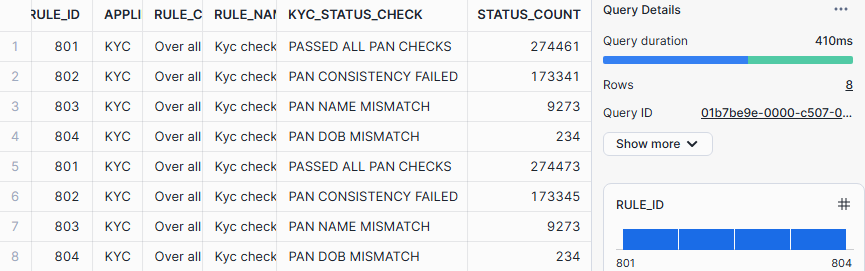 RULE_ID APPLI RULE_C RULE_NAM KYC_STATUS_CHECK STATUS_COUNT
1 801 KYC Over all Kyc check PASSED ALL PAN CHECKS 274461
2 802 KYC Over all Kyc check PAN CONSISTENCY FAILED 173341
3 803 KYC Over all Kyc check PAN NAME MISMATCH 9273
4 804 KYC Over all Kyc check PAN DOB MISMATCH 234
5 801 KYC Over all Kyc check PASSED ALL PAN CHECKS 274473
6 802 KYC Over all Kyc check PAN CONSISTENCY FAILED 173345
7 803 KYC Over all Kyc check PAN NAME MISMATCH 9273
8 804 KYC Over all Kyc check PAN DOB MISMATCH 234
Query Details ...
Query duration 410ms
Rows 8
Query ID 01b7be9e-0000-c507-0...
Show more
RULE_ID #
801 804